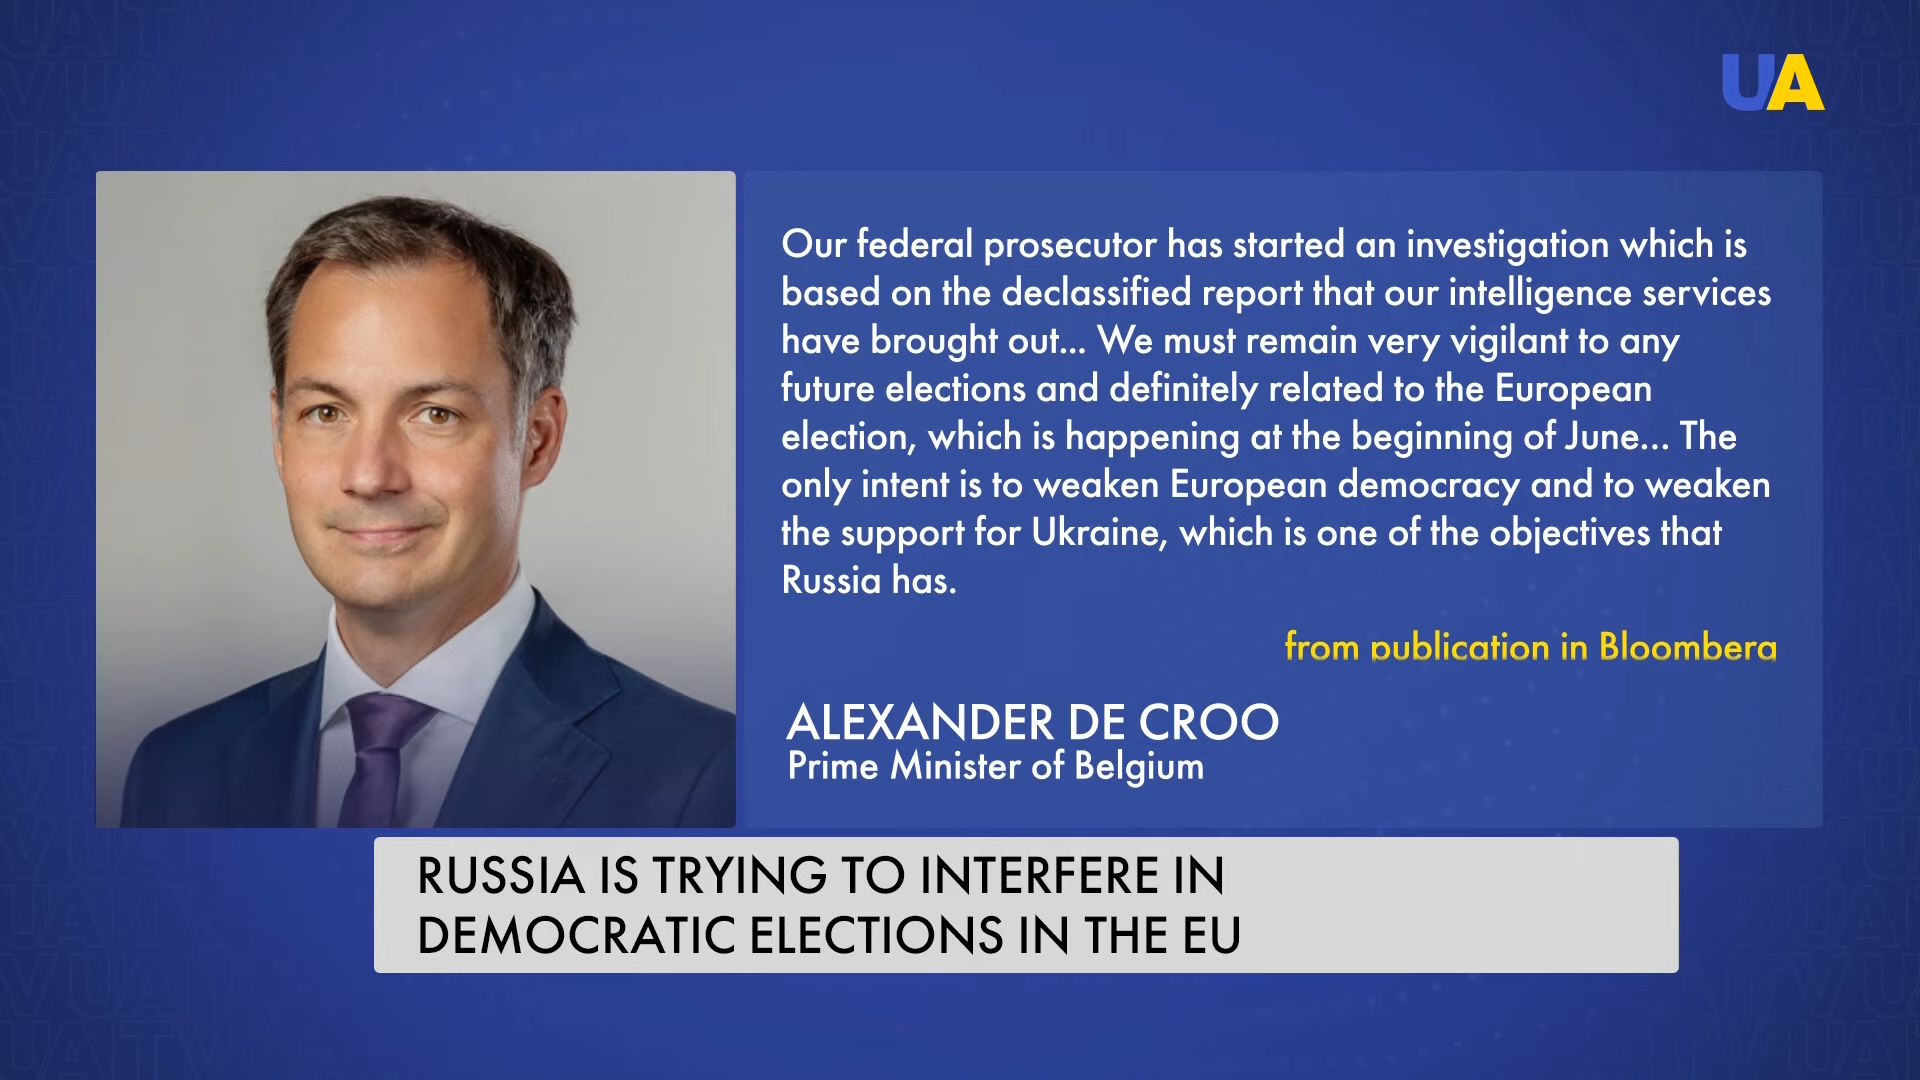 UA
Our federal prosecutor has started an investigation which is
based on the declassified report that our intelligence services
have brought out... We must remain very vigilant to any
future elections and definitely related to the European
election, which is happening at the beginning of June... The
only intent is to weaken European democracy and to weaken
the support for Ukraine, which is one of the objectives that
Russia has.
from publication in Bloomberg
ALEXANDER DE CROO
Prime Minister of Belgium
RUSSIA IS TRYING TO INTERFERE IN
DEMOCRATIC ELECTIONS IN THE EU